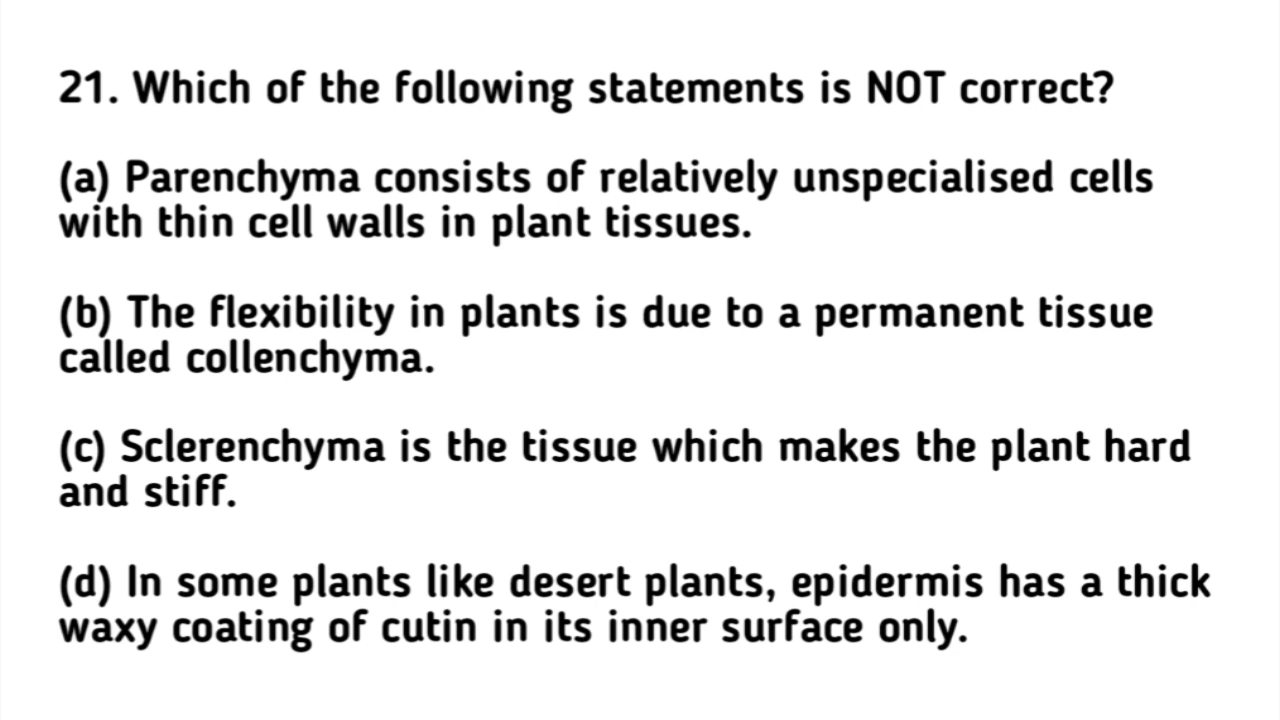 21. Which of the following statements is NOT correct?
(a) Parenchyma consists of relatively unspecialised cells
with thin cell walls in plant tissues.
(b) The flexibility in plants is due to a permanent tissue
called collenchyma.
(c) Sclerenchyma is the tissue which makes the plant hard
and stiff.
(d) In some plants like desert plants, epidermis has a thick
waxy coating of cutin in its inner surface only.